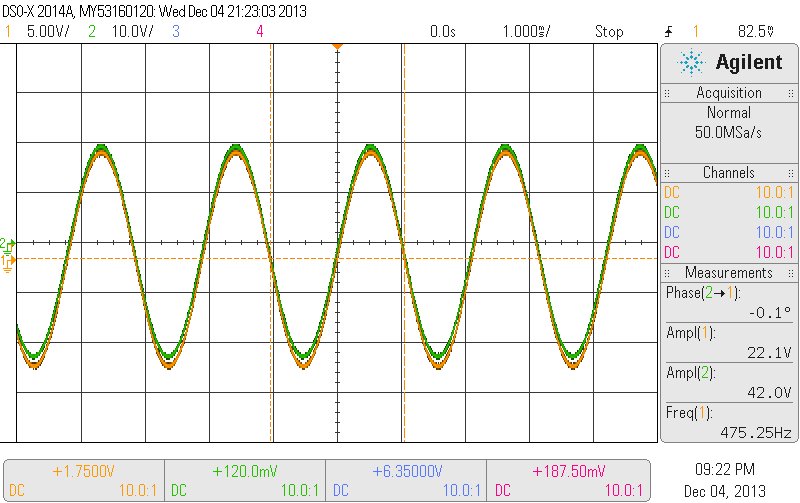 DSO-X 2014A, MY53160120: Wed Dec 04 21:23:03 2013
1 5.00V/ 2 10.0V/ 3 4 0.0s 1.000ms/ Stop 1 82.5mV
Agilent
Acquisition
Normal
50.0MSa/s
Channels
DC 10.0:1
DC 10.0:1
DC 10.0:1
DC 10.0:1
Measurements
Phase(2→1):
-0.1°
Ampl(1):
22.1V
Ampl(2):
42.0V
Freq(1):
475.25Hz
2
1
+1.7500V +120.0mV +6.35000V +187.50mV
DC 10.0:1 DC 10.0:1 DC 10.0:1 DC 10.0:1
09:22 PM
Dec 04, 2013